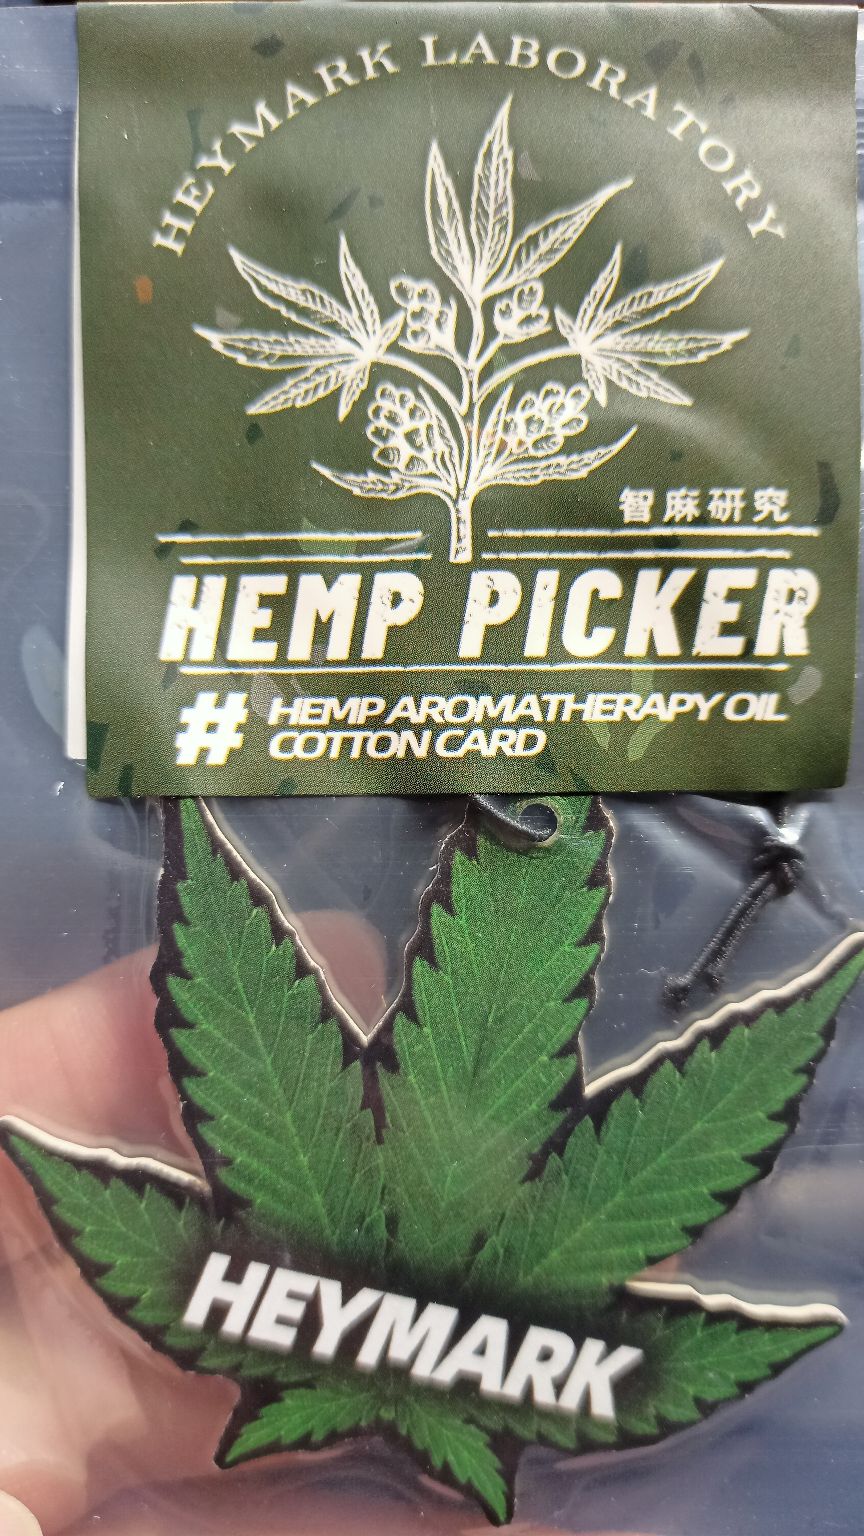 HEYMARK LABORATORY
智麻研究
HEMP PICKER
# HEMP AROMATHERAPY OIL
COTTON CARD
HEYMARK